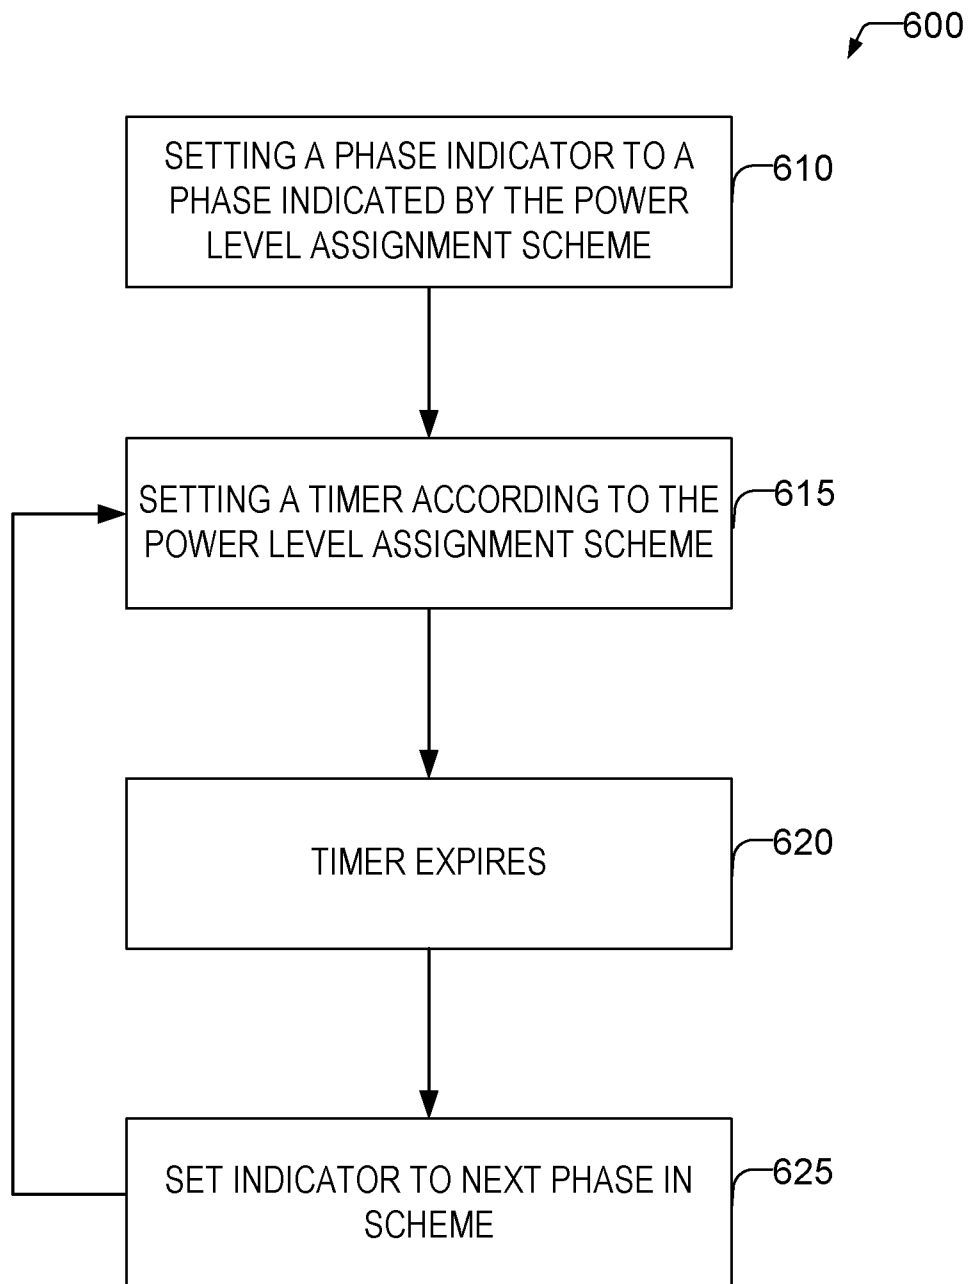 600
SETTING A PHASE INDICATOR TO A
PHASE INDICATED BY THE POWER
LEVEL ASSIGNMENT SCHEME
610
SETTING A TIMER ACCORDING TO THE
POWER LEVEL ASSIGNMENT SCHEME
615
TIMER EXPIRES
620
SET INDICATOR TO NEXT PHASE IN
SCHEME
625